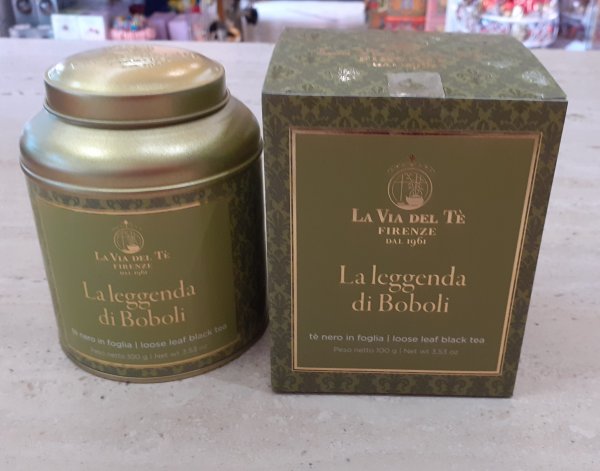 LA VIA DEL TÈ
FIRENZE
DAL 1961
La leggenda
di Boboli
tè nero in foglia | loose leaf black tea
Peso netto 100 g | Net wt 3.53 oz
LA VIA DEL TÈ
FIRENZE
DAL 1961
La leggenda
di Boboli
tè nero in foglia | loose leaf black tea
Peso netto 100 g | Net wt 3.53 oz